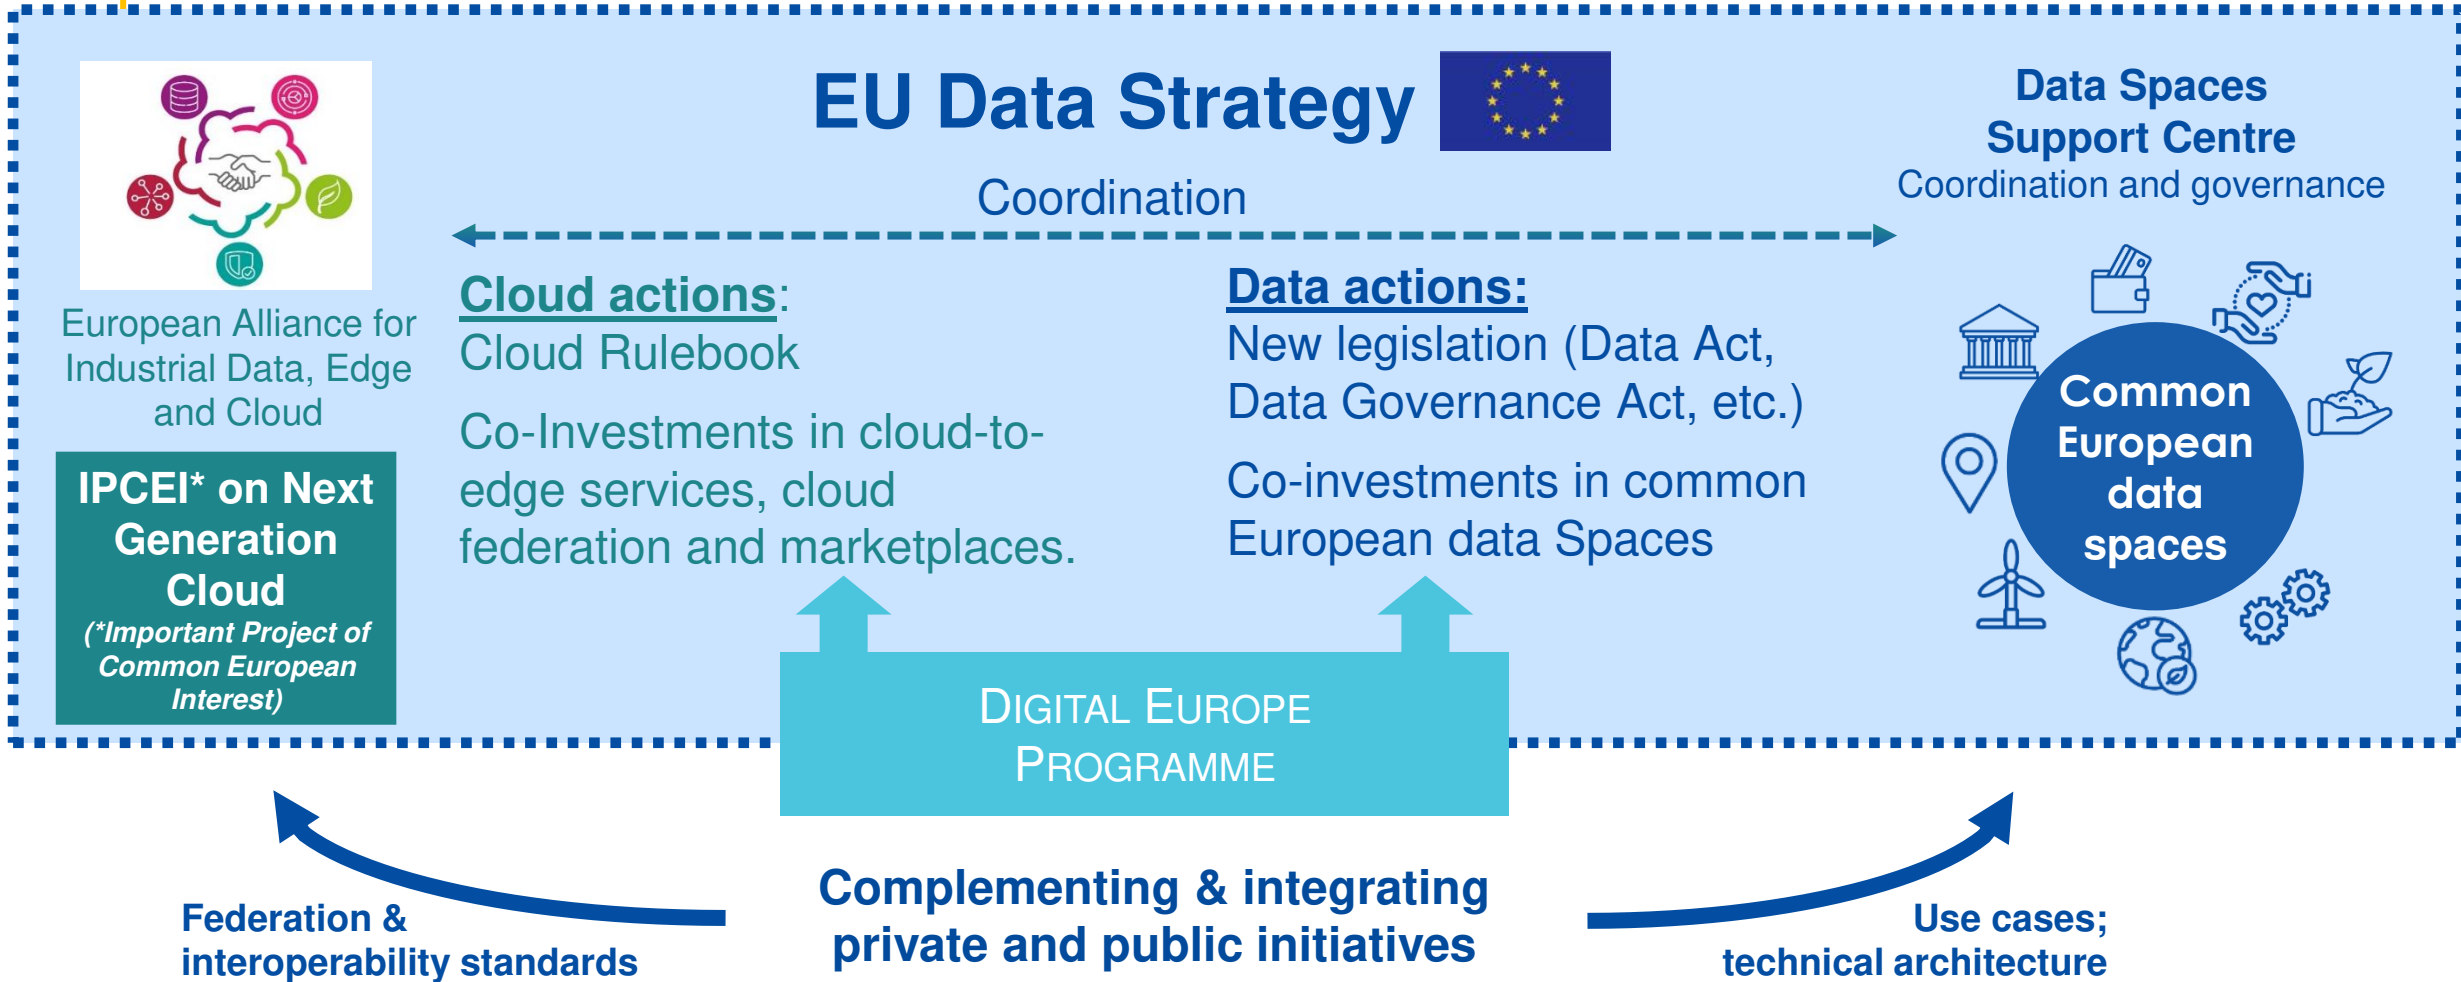 EU Data Strategy
Coordination
European Alliance for
Industrial Data, Edge
and Cloud
IPCEI* on Next
Generation
Cloud
(*Important Project of
Common European
Interest)
Cloud actions:
Cloud Rulebook
Co-Investments in cloud-to-
edge services, cloud
federation and marketplaces.
Data actions:
New legislation (Data Act,
Data Governance Act, etc.)
Co-investments in common
European data Spaces
Data Spaces
Support Centre
Coordination and governance
Common
European
data
spaces
DIGITAL EUROPE
PROGRAMME
Federation &
interoperability standards
Complementing & integrating
private and public initiatives
Use cases;
technical architecture